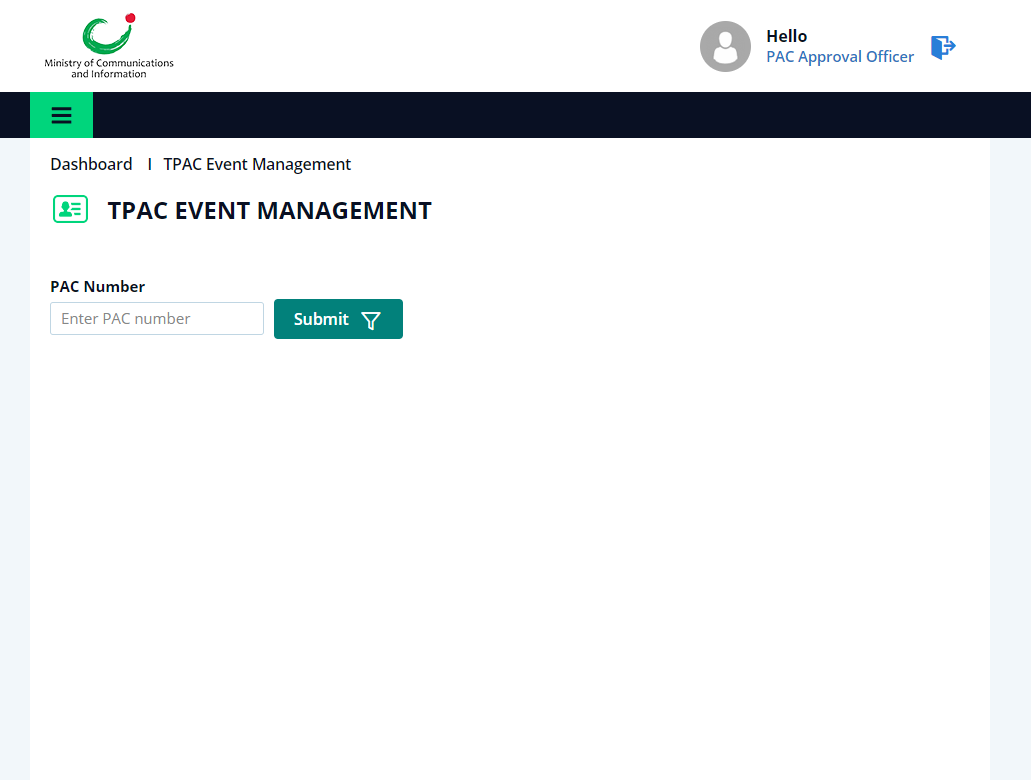 Ministry of Communications
and Information
Hello
PAC Approval Officer
Dashboard I TPAC Event Management
TPAC EVENT MANAGEMENT
PAC Number
Enter PAC number
Submit